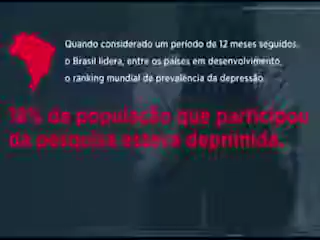 Quando considerado um período de 12 meses seguidos,
o Brasil lidera, entre os países em desenvolvimento,
o ranking mundial de prevalência da depressão.
18% da população que participou
da pesquisa estava deprimida.